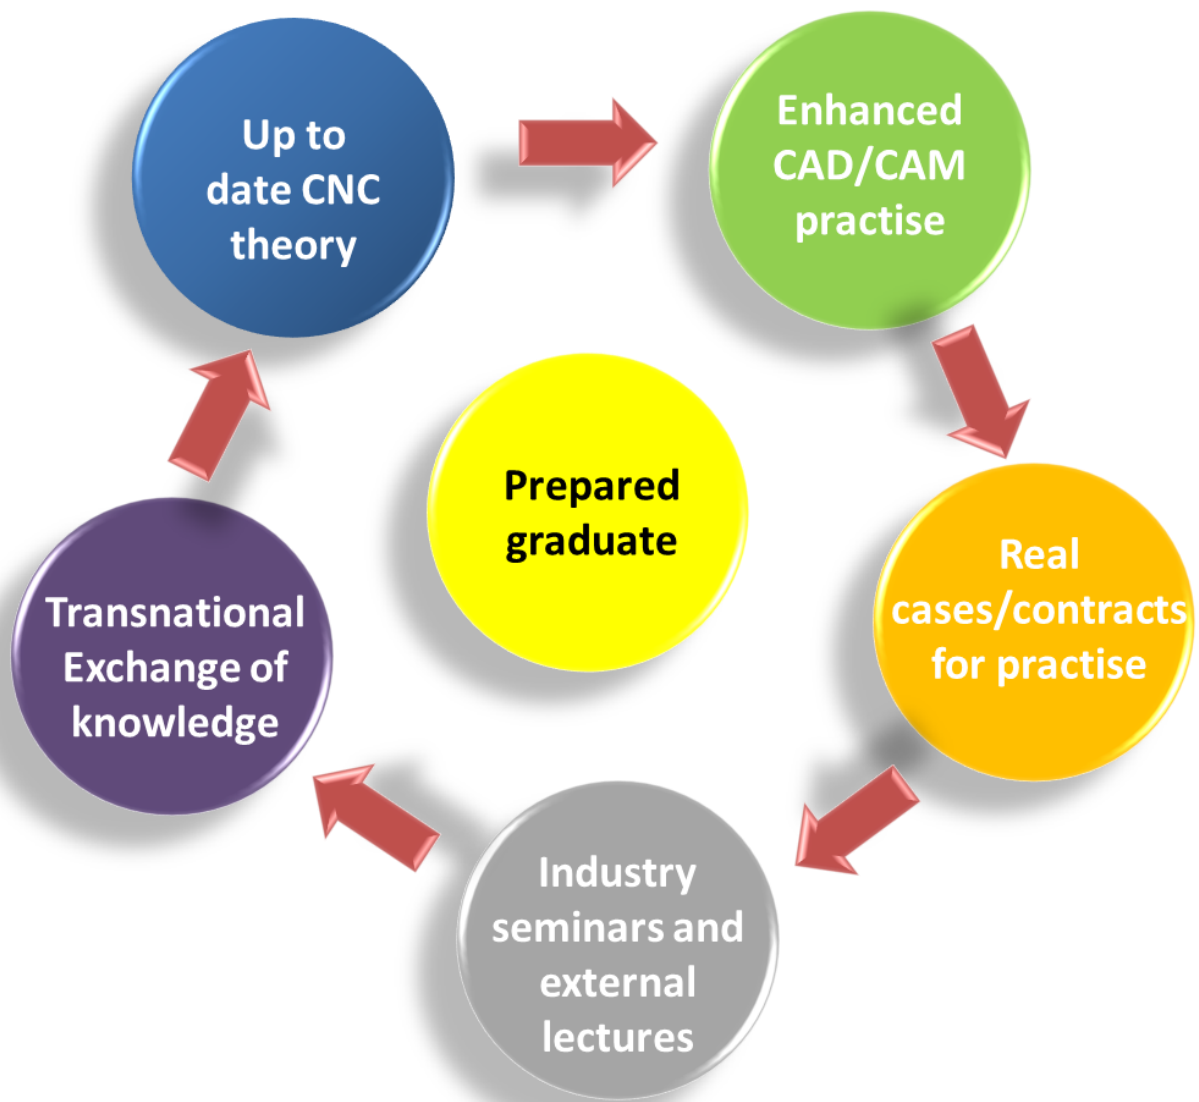 Up to
date CNC
theory
Enhanced
CAD/CAM
practise
Real
cases/contracts
for practise
Industry
seminars and
external
lectures
Transnational
Exchange of
knowledge
Prepared
graduate